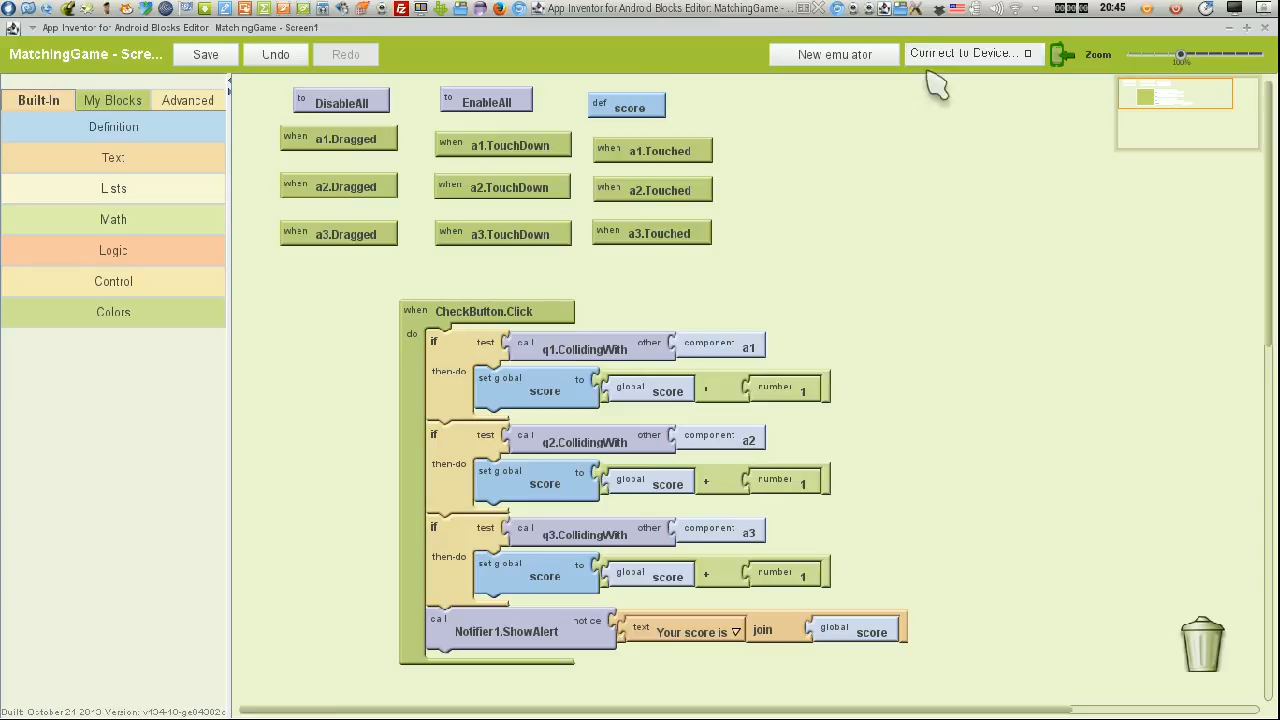 App Inventor for Android Blocks Editor
20:45
App Inventor for Android Blocks Editor MatchingGame - Screen1
MatchingGame - Scre...
Save
Undo
Redo
New emulator
Connect to Device...
Zoom
100%
Built-In
My Blocks
Advanced
Definition
Text
Lists
Math
Logic
Control
Colors
to DisableAll
to EnableAll
def score
when a1.Dragged
when a1.TouchDown
when a1.Touched
when a2.Dragged
when a2.TouchDown
when a2.Touched
when a3.Dragged
when a3.TouchDown
when a3.Touched
when CheckButton.Click
do
if test call q1.CollidingWith other component a1
then-do set global score to global score + number 1
if test call q2.CollidingWith other component a2
then-do set global score to global score + number 1
if test call q3.CollidingWith other component a3
then-do set global score to global score + number 1
call Notifier1.ShowAlert notice text Your score is join global score